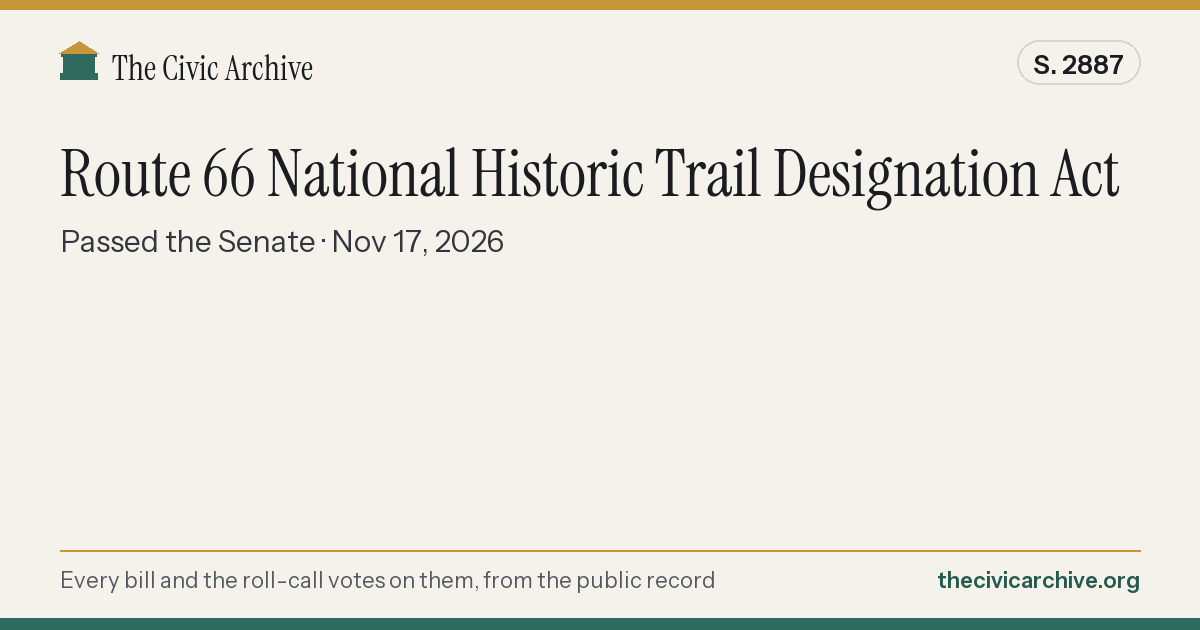 The Civic Archive
S. 2887
Route 66 National Historic Trail Designation Act
Passed the Senate · Nov 17, 2026
Every bill and the roll-call votes on them, from the public record
thecivicarchive.org